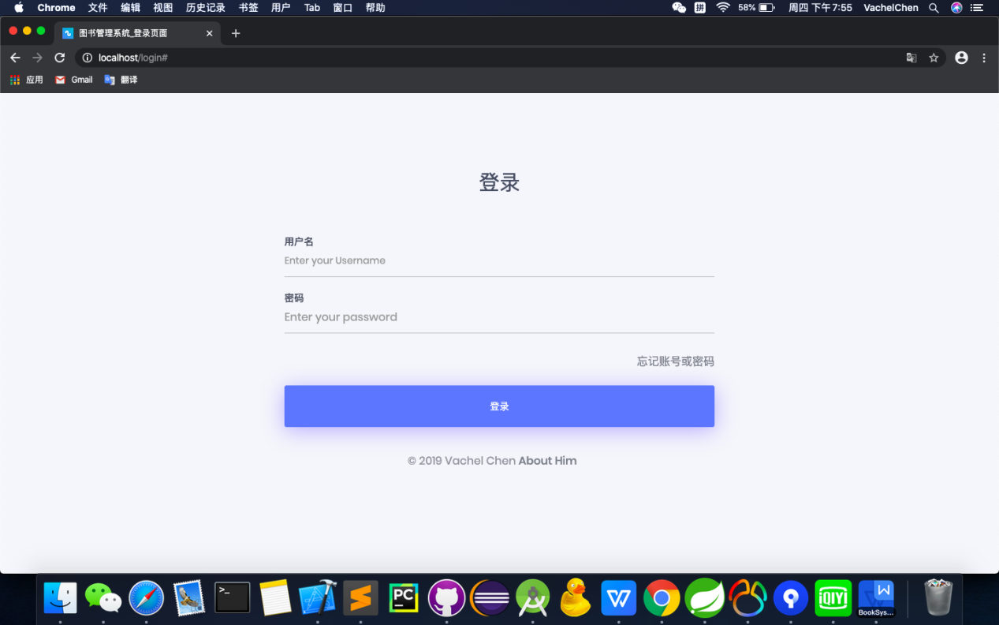 Chrome 文件 编辑 视图 历史记录 书签 用户 Tab 窗口 帮助 拼 58% 周四 下午7:55 VachelChen
图书管理系统_登录页面
localhost/login#
应用 Gmail 翻译
登录
用户名
Enter your Username
密码
Enter your password
忘记账号或密码
登录
© 2019 Vachel Chen About Him
PC
QIYI
BookSys...